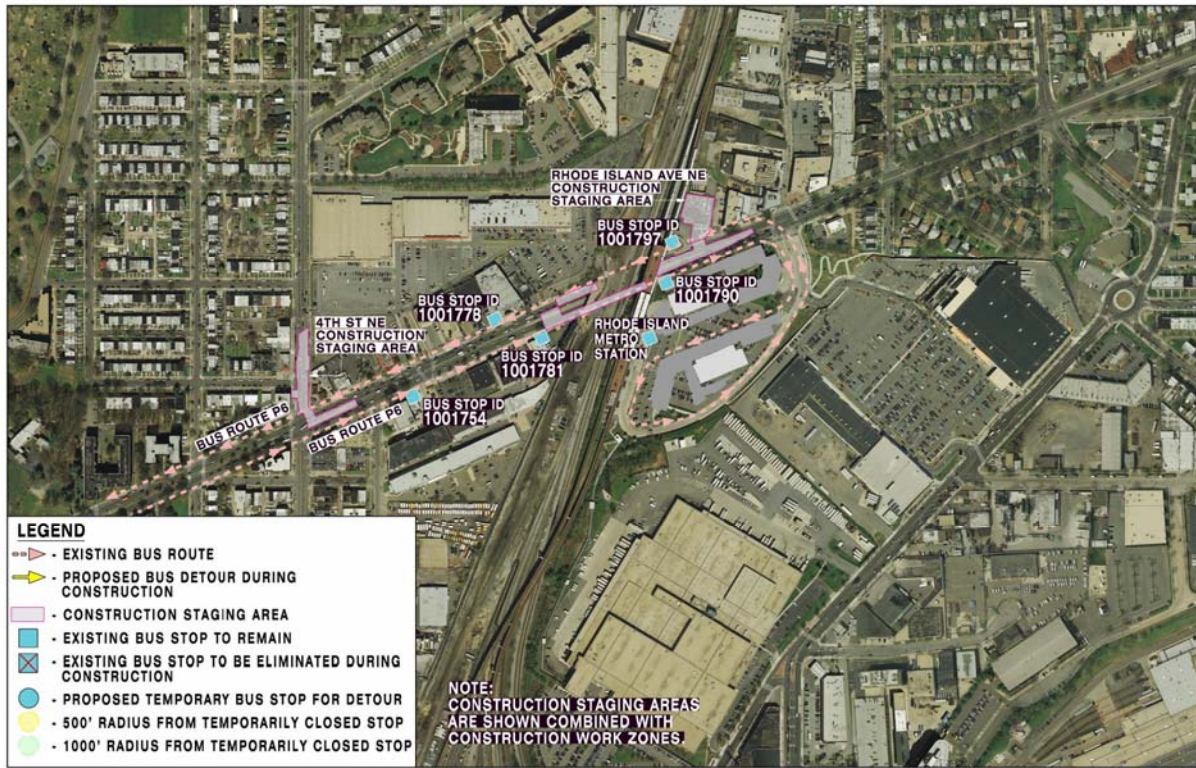 RHODE ISLAND AVE NE
CONSTRUCTION
STAGING AREA
BUS STOP ID
1001797
BUS STOP ID
1001790
BUS STOP ID
1001778
RHODE ISLAND
METRO
STATION
4TH ST NE
CONSTRUCTION
STAGING AREA
BUS STOP ID
1001781
BUS STOP ID
1001754
BUS ROUTE P6
BUS ROUTE P6
LEGEND
- EXISTING BUS ROUTE
- PROPOSED BUS DETOUR DURING
CONSTRUCTION
- CONSTRUCTION STAGING AREA
- EXISTING BUS STOP TO REMAIN
- EXISTING BUS STOP TO BE ELIMINATED DURING
CONSTRUCTION
- PROPOSED TEMPORARY BUS STOP FOR DETOUR
- 500' RADIUS FROM TEMPORARILY CLOSED STOP
- 1000' RADIUS FROM TEMPORARILY CLOSED STOP
NOTE:
CONSTRUCTION STAGING AREAS
ARE SHOWN COMBINED WITH
CONSTRUCTION WORK ZONES.